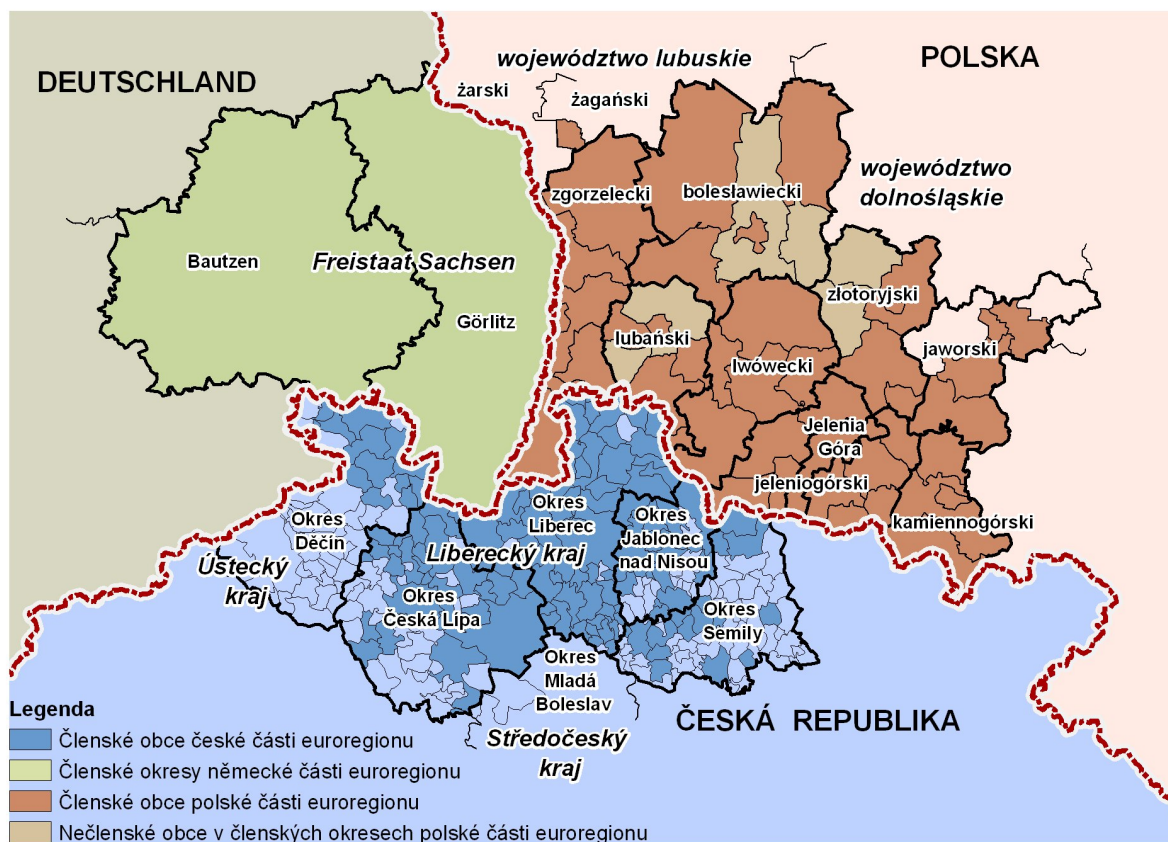 DEUTSCHLAND
województwo lubuskie
POLSKA
żarski
żagański
województwo
dolnośląskie
zgorzelecki
bolesławiecki
Bautzen
Freistaat Sachsen
Görlitz
złotoryjski
lubański
lwówecki
jaworski
Jelenia
Góra
jeleniogórski
kamiennogórski
Okres
Děčín
Okres
Liberec
Okres
Jablonec
nad Nisou
Ústecký
kraj
Liberecký kraj
Okres
Česká Lípa
Okres
Semily
Okres
Mladá
Boleslav
Středočeský
kraj
ČESKÁ REPUBLIKA
Legenda
Členské obce české části euroregionu
Členské okresy německé části euroregionu
Členské obce polské části euroregionu
Nečlenské obce v členských okresech polské části euroregionu